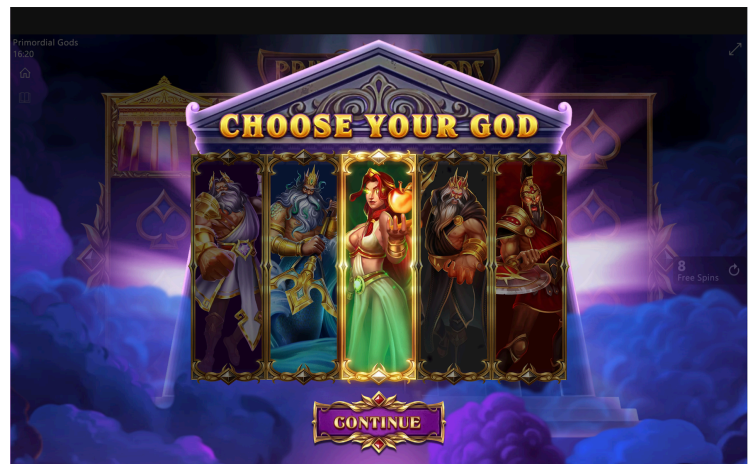 Primordial Gods
16:20
CHOOSE YOUR GOD
8
Free Spins
CONTINUE